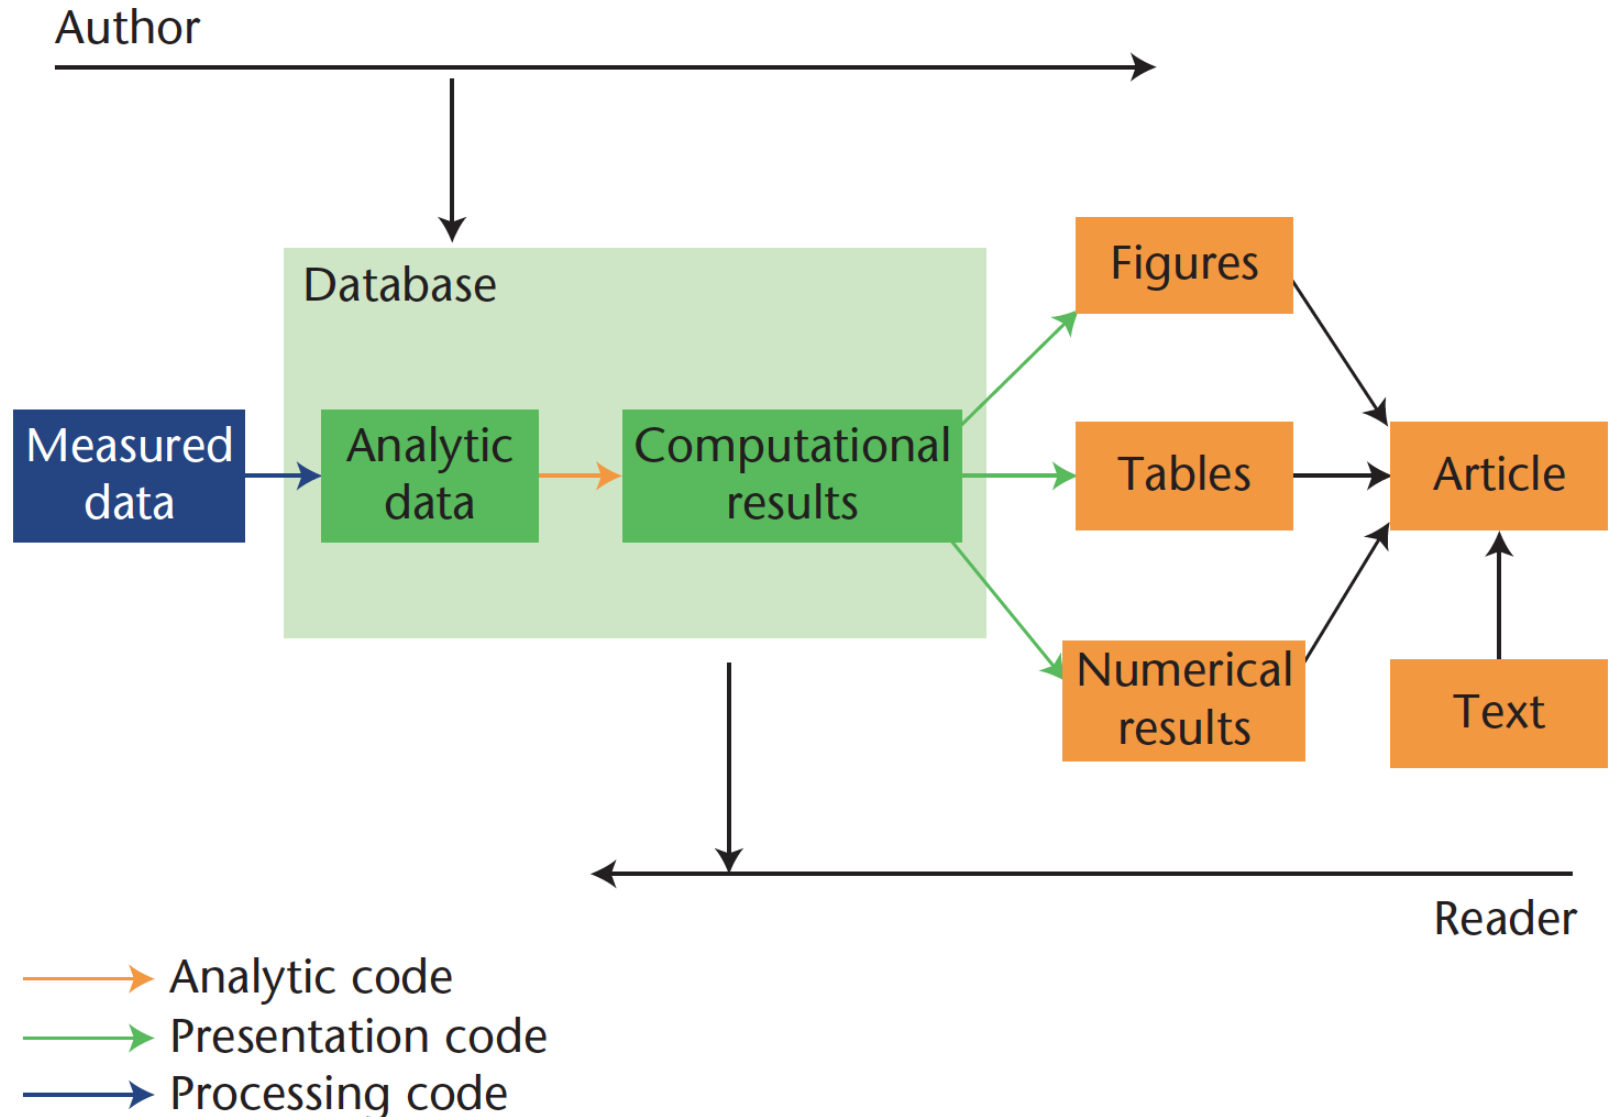 Author
Database
Measured
data
Analytic
data
Computational
results
Figures
Tables
Numerical
results
Article
Text
Reader
Analytic code
Presentation code
Processing code